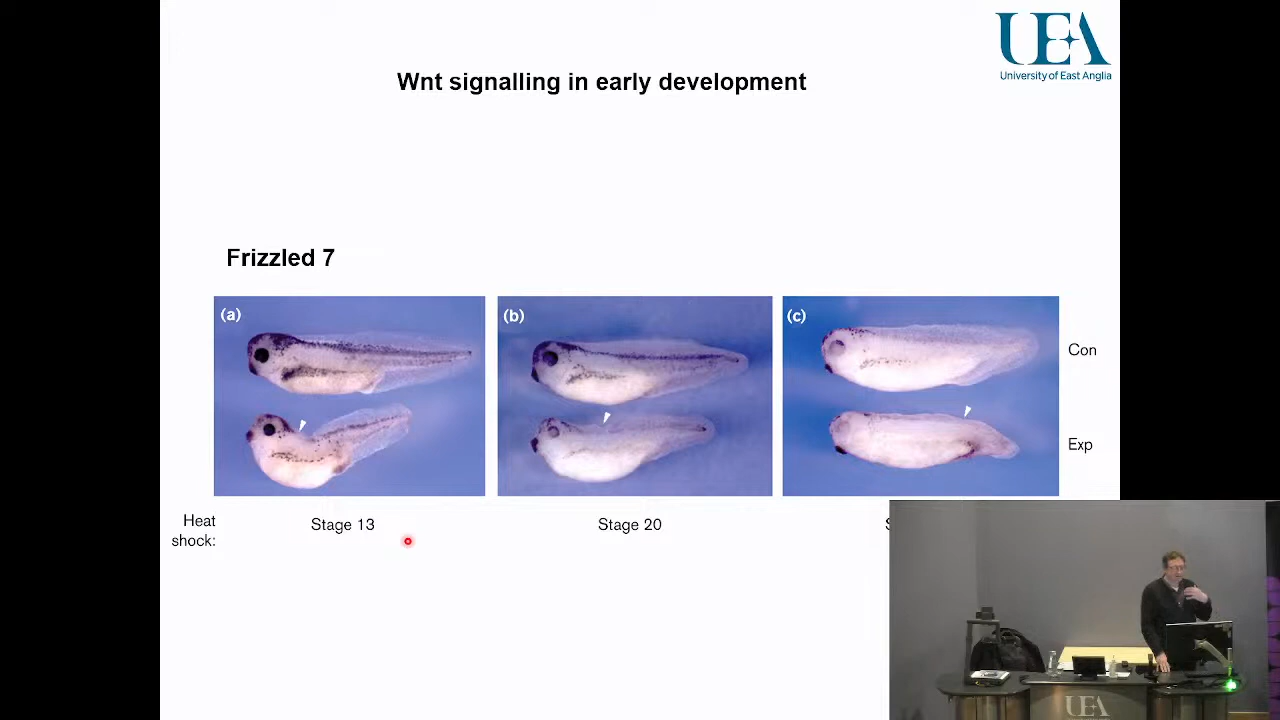 UEA
University of East Anglia
Wnt signalling in early development
Frizzled 7
(a)
(b)
(c)
Con
Exp
Heat
shock:
Stage 13
Stage 20
S
UEA